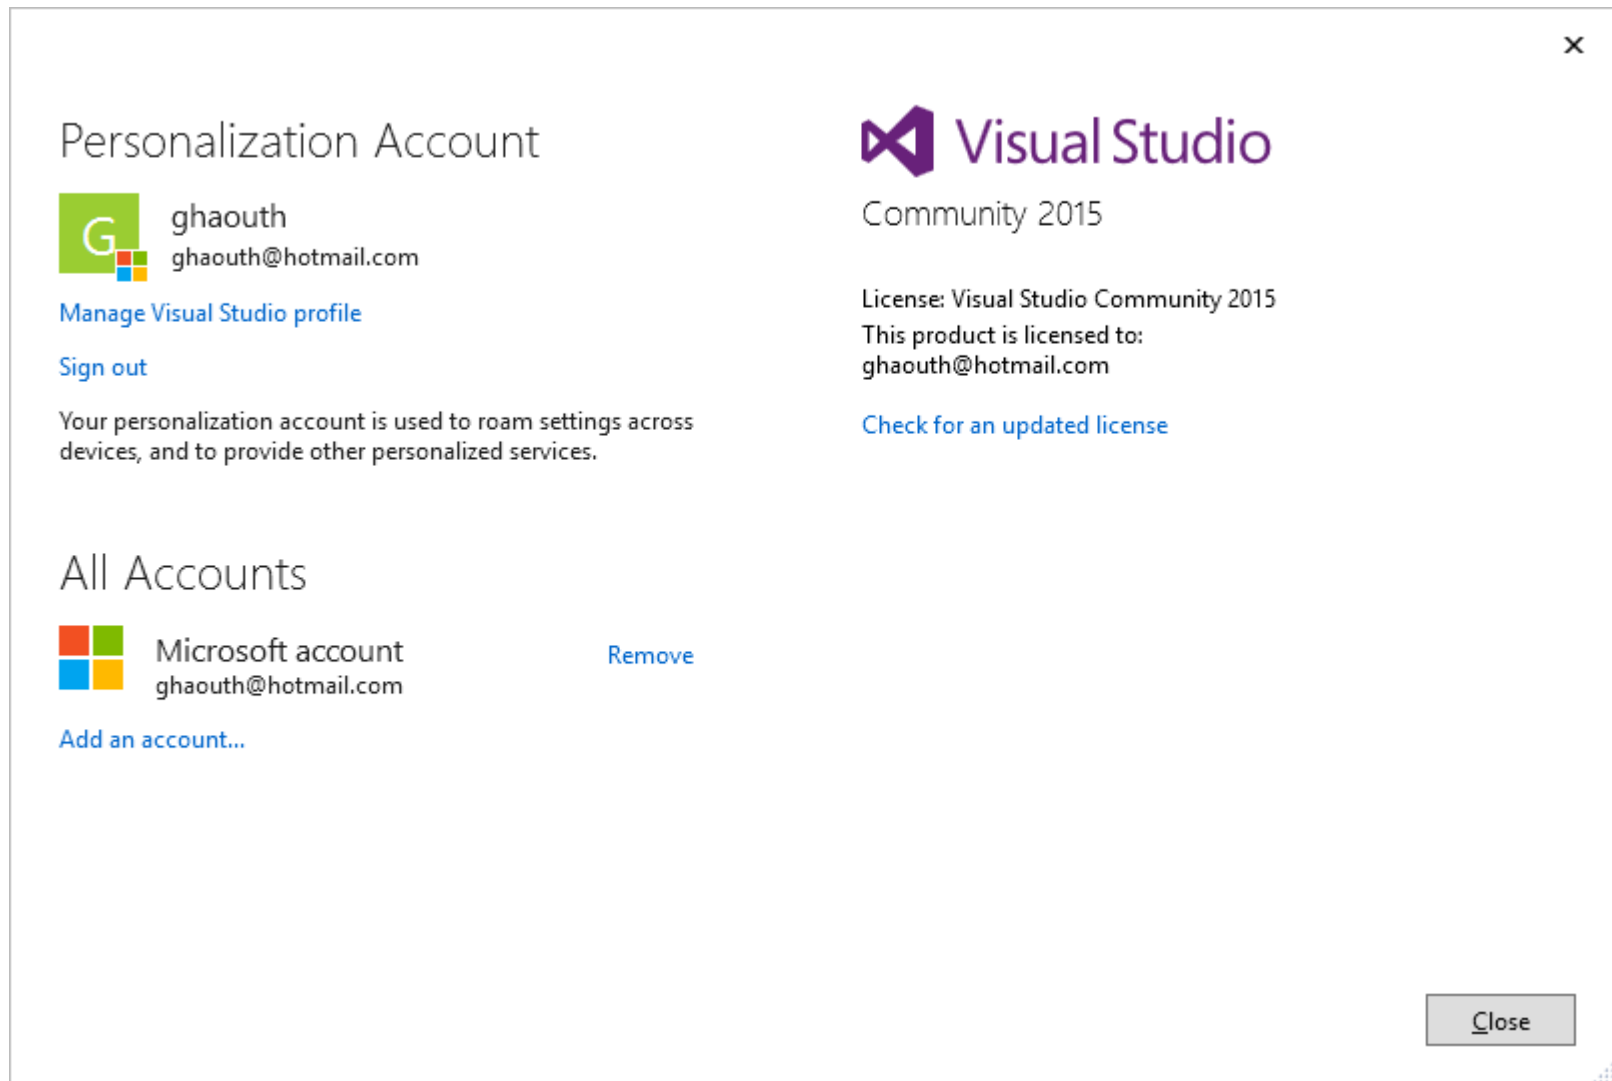 Personalization Account
G
ghaouth
ghaouth@hotmail.com
Manage Visual Studio profile
Sign out
Your personalization account is used to roam settings across
devices, and to provide other personalized services.
All Accounts
Microsoft account
ghaouth@hotmail.com
Remove
Add an account...
Visual Studio
Community 2015
License: Visual Studio Community 2015
This product is licensed to:
ghaouth@hotmail.com
Check for an updated license
Close